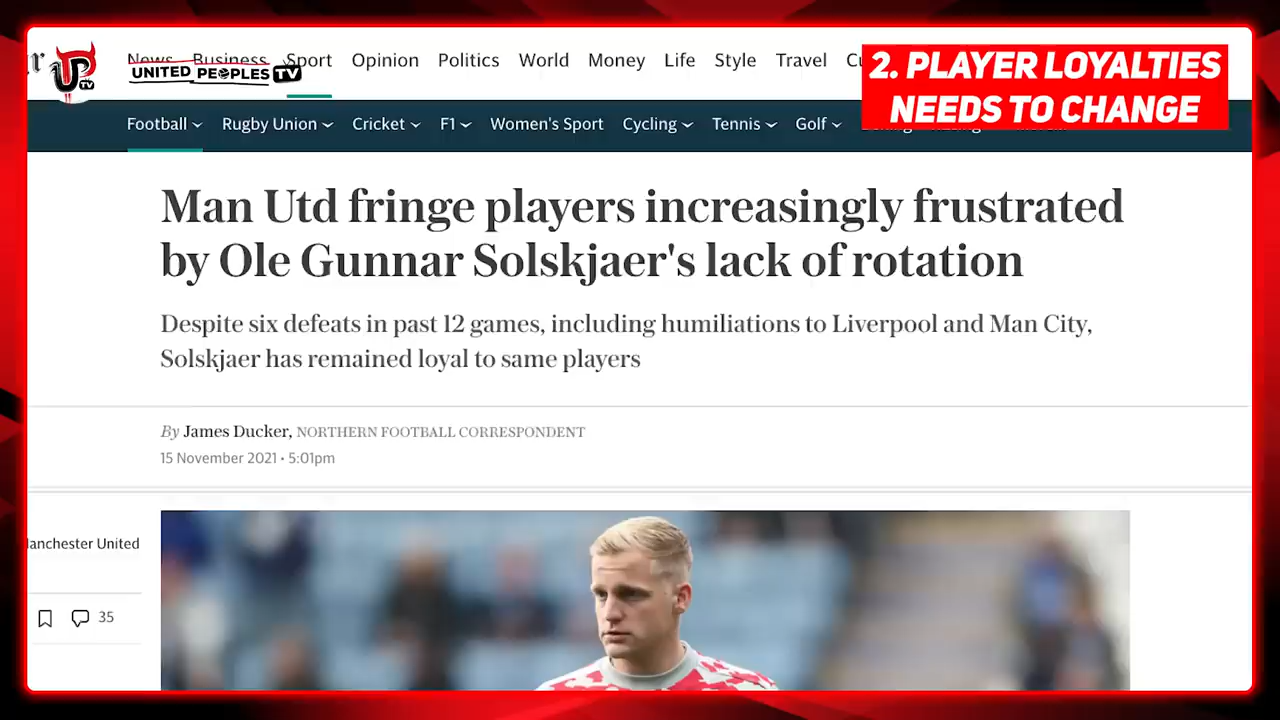 News Business Sport Opinion Politics World Money Life Style Travel
UP
TV
UNITED PEOPLES TV
2. PLAYER LOYALTIES
NEEDS TO CHANGE
Football Rugby Union Cricket F1 Women's Sport Cycling Tennis Golf
Man Utd fringe players increasingly frustrated
by Ole Gunnar Solskjaer's lack of rotation
Despite six defeats in past 12 games, including humiliations to Liverpool and Man City,
Solskjaer has remained loyal to same players
By James Ducker, NORTHERN FOOTBALL CORRESPONDENT
15 November 2021 • 5:01pm
Manchester United
35